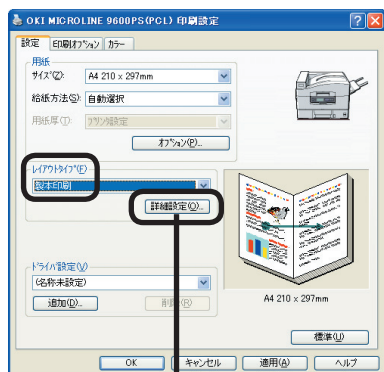 OKI MICROLINE 9600PS(PCL) 印刷設定
設定 印刷オプション カラー
用紙
サイズ(Z): A4 210 x 297mm
給紙方法(S): 自動選択
用紙厚(T): プリンタ設定
オプション(P)...
レイアウトタイプ(F)
製本印刷
詳細設定(O)...
ドライバ設定(V)
(名称未設定)
追加(D)... 削除(R)
A4 210 x 297mm
標準(U)
OK キャンセル 適用(A) ヘルプ